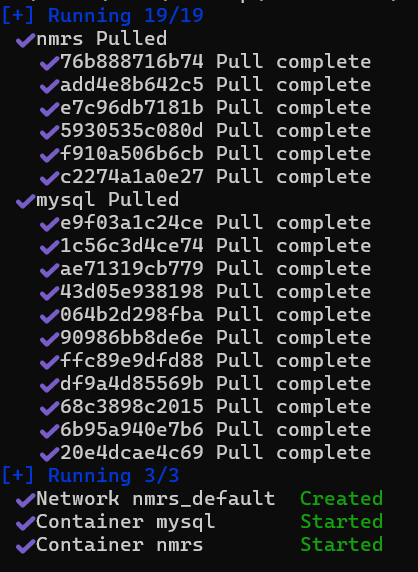 [+] Running 19/19
✓nmrs Pulled
✓76b888716b74 Pull complete
✓add4e8b642c5 Pull complete
✓e7c96db7181b Pull complete
✓5930535c080d Pull complete
✓f910a506b6cb Pull complete
✓c2274a1a0e27 Pull complete
✓mysql Pulled
✓e9f03a1c24ce Pull complete
✓1c56c3d4ce74 Pull complete
✓ae71319cb779 Pull complete
✓43d05e938198 Pull complete
✓064b2d298fba Pull complete
✓90986bb8de6e Pull complete
✓ffc89e9dfd88 Pull complete
✓df9a4d85569b Pull complete
✓68c3898c2015 Pull complete
✓6b95a940e7b6 Pull complete
✓20e4dcae4c69 Pull complete
[+] Running 3/3
✓Network nmrs_default Created
✓Container mysql Started
✓Container nmrs Started